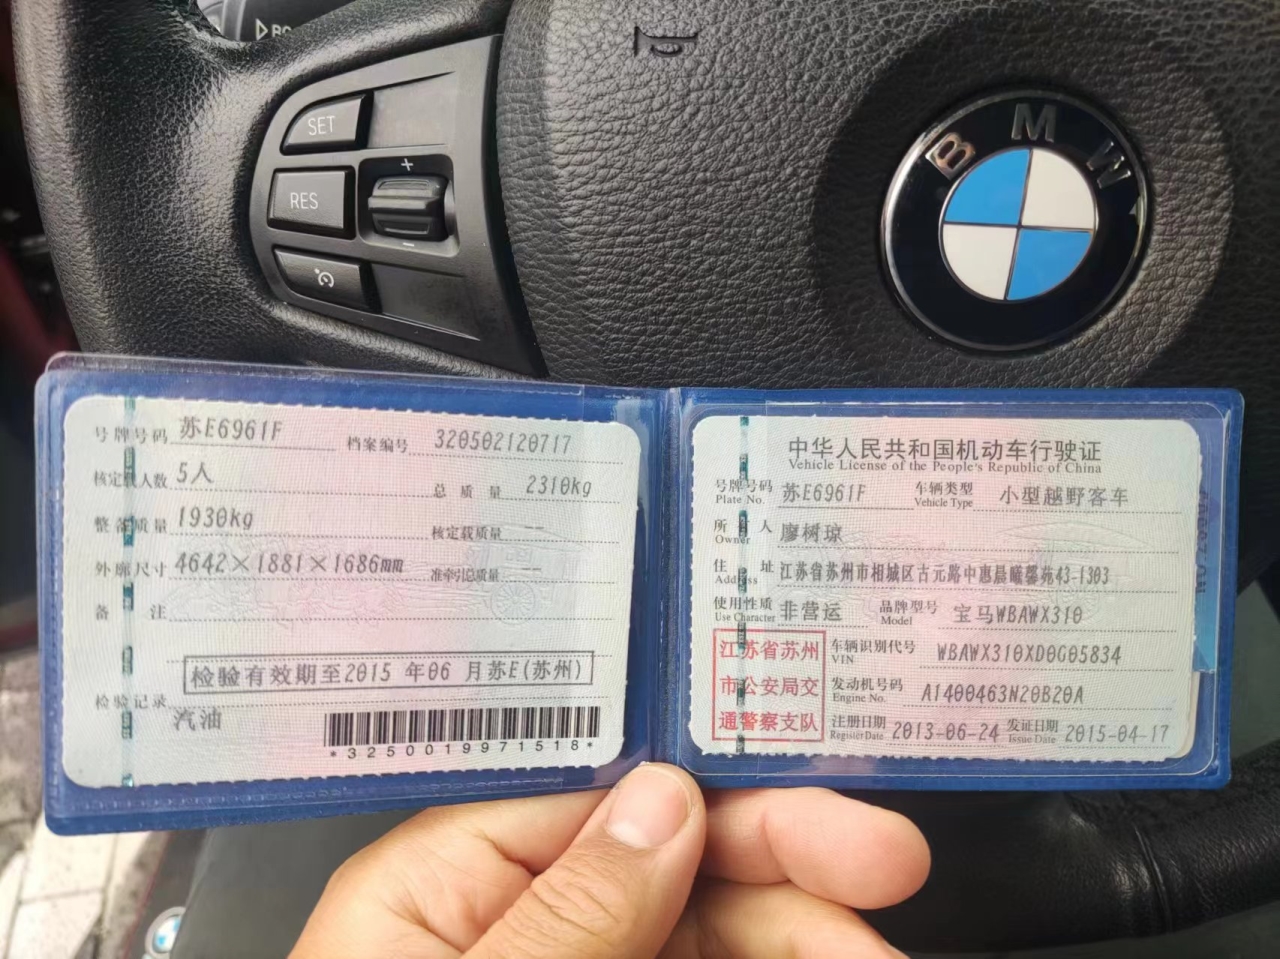 BO
SET
RES
+
−
B M W
号牌号码 苏E6961F 档案编号 320502120717
核定载人数 5人 总质量 2310kg
整备质量 1930kg 核定载质量 --
外廓尺寸 4642×1881×1686mm 准牵引总质量 --
备注
检验有效期至2015 年06 月苏E(苏州)
检验记录
汽油
*3250019971518*
中华人民共和国机动车行驶证
Vehicle License of the People's Republic of China
号牌号码 苏E6961F 车辆类型 小型越野客车
Plate No. Vehicle Type
所有人 廖树琼
Owner
住址 江苏省苏州市相城区古元路中惠晨曦馨苑43-1303
Address
使用性质 非营运 品牌型号 宝马WBAWX310
Use Character Model
江苏省苏州
市公安局交
通警察支队
车辆识别代号 WBAWX310XD0G05834
VIN
发动机号码 A1400463N20B20A
Engine No.
注册日期 2013-06-24 发证日期 2015-04-17
Register Date Issue Date